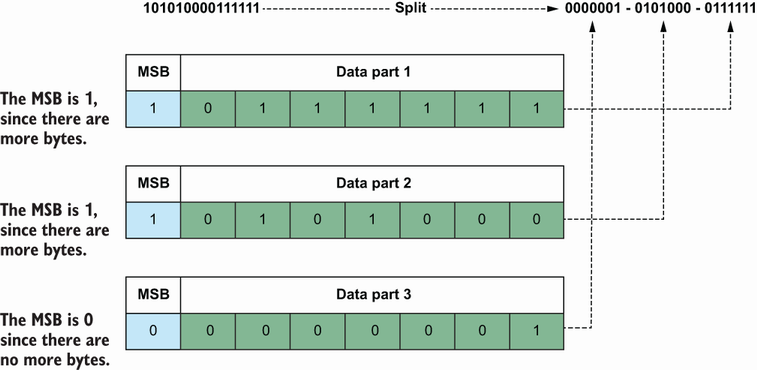 101010000111111 Split 0000001 - 0101000 - 0111111
MSB Data part 1
The MSB is 1,
since there are
more bytes.
1 0 1 1 1 1 1 1
MSB Data part 2
The MSB is 1,
since there are
more bytes.
1 0 1 0 1 0 0 0
MSB Data part 3
The MSB is 0
since there are
no more bytes.
0 0 0 0 0 0 0 1